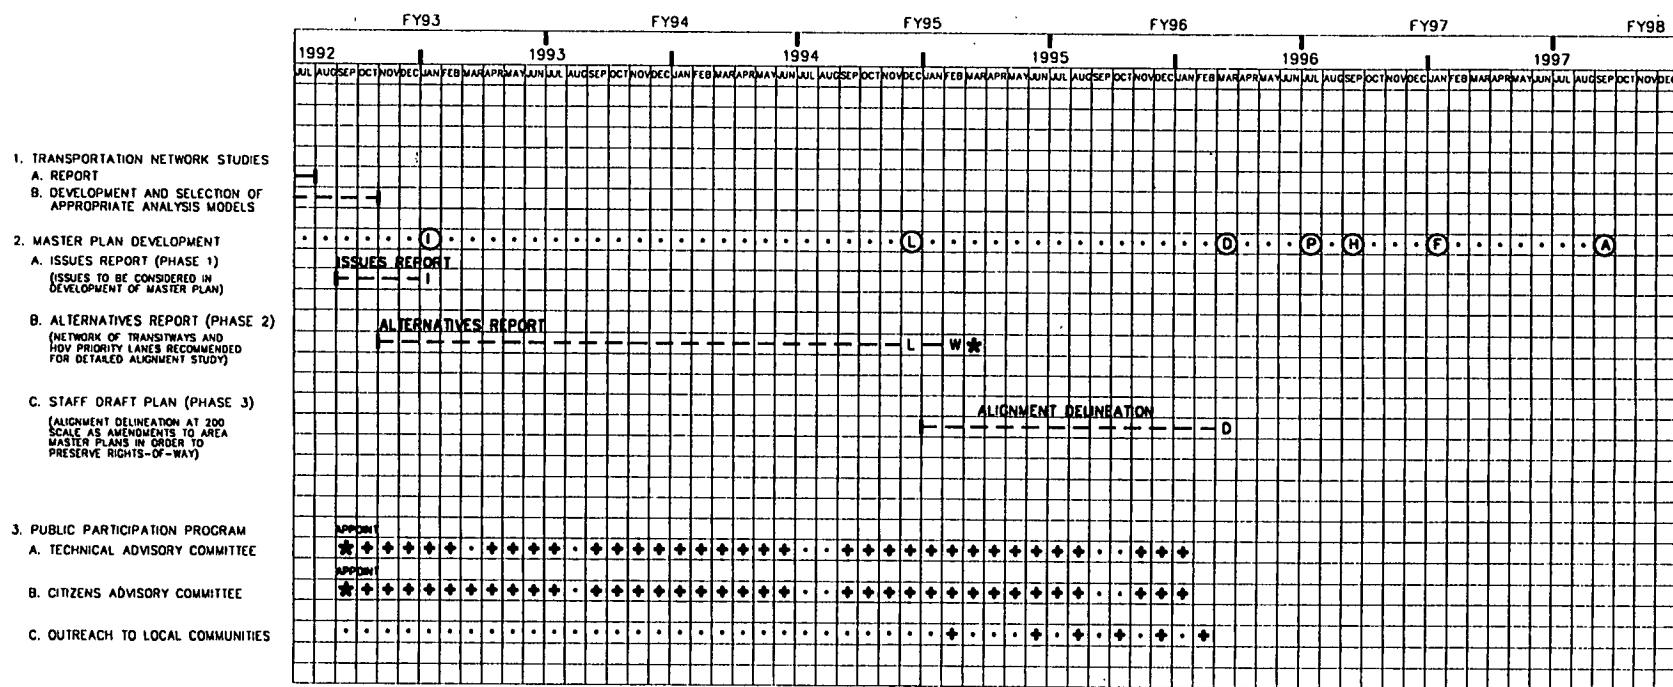 FY93 FY94 FY95 FY96 FY97 FY98
1992 1993 1994 1995 1996 1997
JUL AUG SEP OCT NOV DEC JAN FEB MAR APR MAY JUN JUL AUG SEP OCT NOV DEC JAN FEB MAR APR MAY JUN JUL AUG SEP OCT NOV DEC JAN FEB MAR APR MAY JUN JUL AUG SEP OCT NOV DEC JAN FEB MAR APR MAY JUN JUL AUG SEP OCT NOV DEC JAN FEB MAR APR MAY JUN JUL AUG SEP OCT NOV DEC
1. TRANSPORTATION NETWORK STUDIES
A. REPORT
B. DEVELOPMENT AND SELECTION OF
APPROPRIATE ANALYSIS MODELS
2. MASTER PLAN DEVELOPMENT I L D P H F A
A. ISSUES REPORT (PHASE 1) ISSUES REPORT
(ISSUES TO BE CONSIDERED IN
DEVELOPMENT OF MASTER PLAN)
B. ALTERNATIVES REPORT (PHASE 2) ALTERNATIVES REPORT
(NETWORK OF TRANSITWAYS AND
HOV PRIORITY LANES RECOMMENDED L W *
FOR DETAILED ALIGNMENT STUDY)
C. STAFF DRAFT PLAN (PHASE 3) ALIGNMENT DELINEATION
(ALIGNMENT DELINEATION AT 200
SCALE AS AMENDMENTS TO AREA D
MASTER PLANS IN ORDER TO
PRESERVE RIGHTS-OF-WAY)
3. PUBLIC PARTICIPATION PROGRAM APPOINT
A. TECHNICAL ADVISORY COMMITTEE
APPOINT
B. CITIZENS ADVISORY COMMITTEE
C. OUTREACH TO LOCAL COMMUNITIES